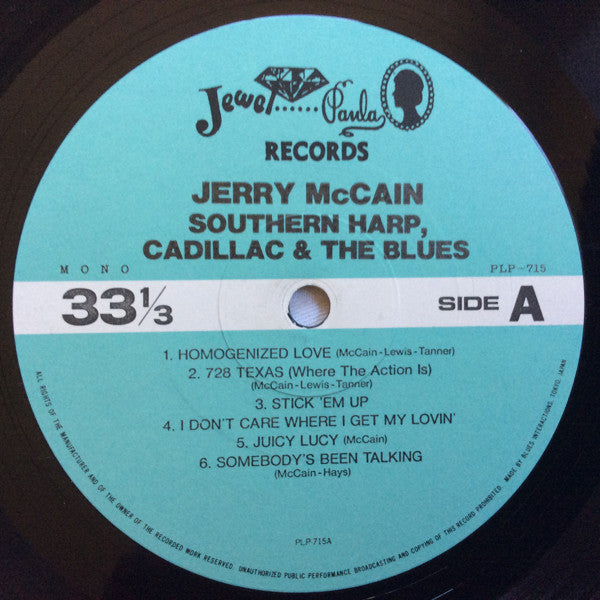 Jewel......Paula
RECORDS
JERRY McCAIN
SOUTHERN HARP,
CADILLAC & THE BLUES
MONO
PLP-715
33 1/3
SIDE A
1. HOMOGENIZED LOVE (McCain-Lewis-Tanner)
2. 728 TEXAS (Where The Action Is)
(McCain-Lewis-Tanner)
3. STICK 'EM UP
4. I DON'T CARE WHERE I GET MY LOVIN'
5. JUICY LUCY (McCain)
6. SOMEBODY'S BEEN TALKING
(McCain-Hays)
PLP-715A
ALL RIGHTS OF THE MANUFACTURER AND OF THE OWNER OF THE RECORDED WORK RESERVED. UNAUTHORIZED PUBLIC PERFORMANCE BROADCASTING AND COPYING OF THIS RECORD PROHIBITED. MADE BY BLUES INTERACTIONS, TOKYO, JAPAN